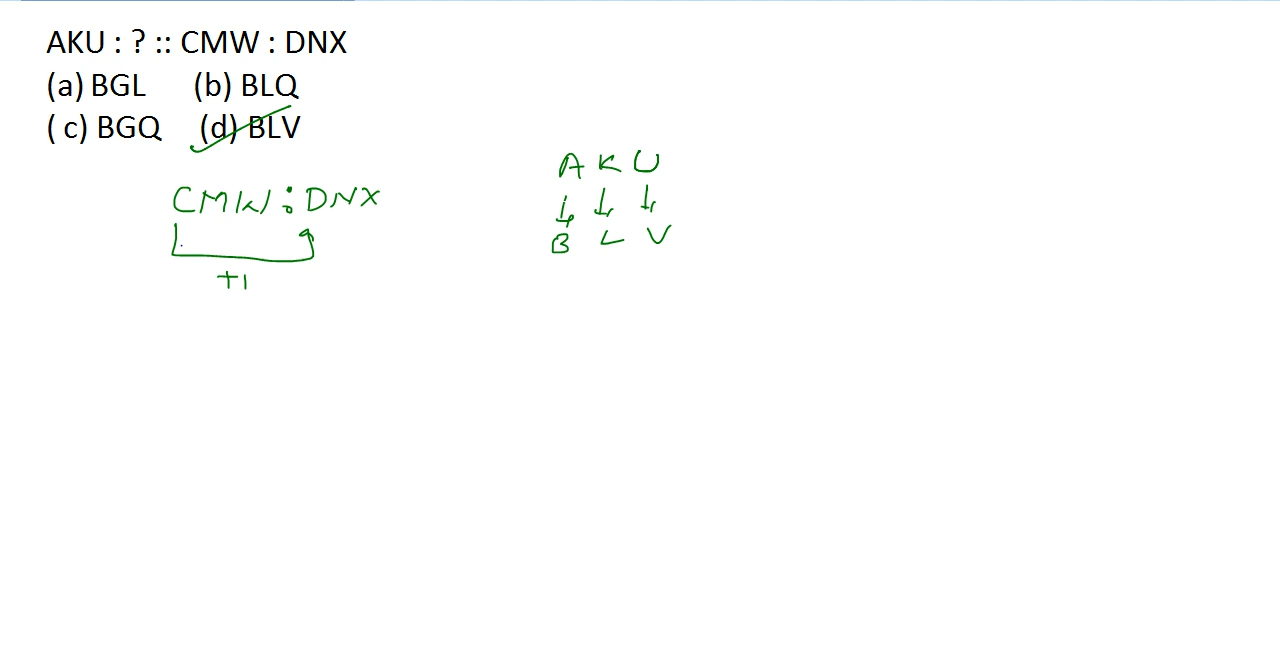 AKU : ? :: CMW : DNX
(a) BGL (b) BLQ
( c) BGQ (d) BLV
A K U
CMW : DNX
B L V
+1